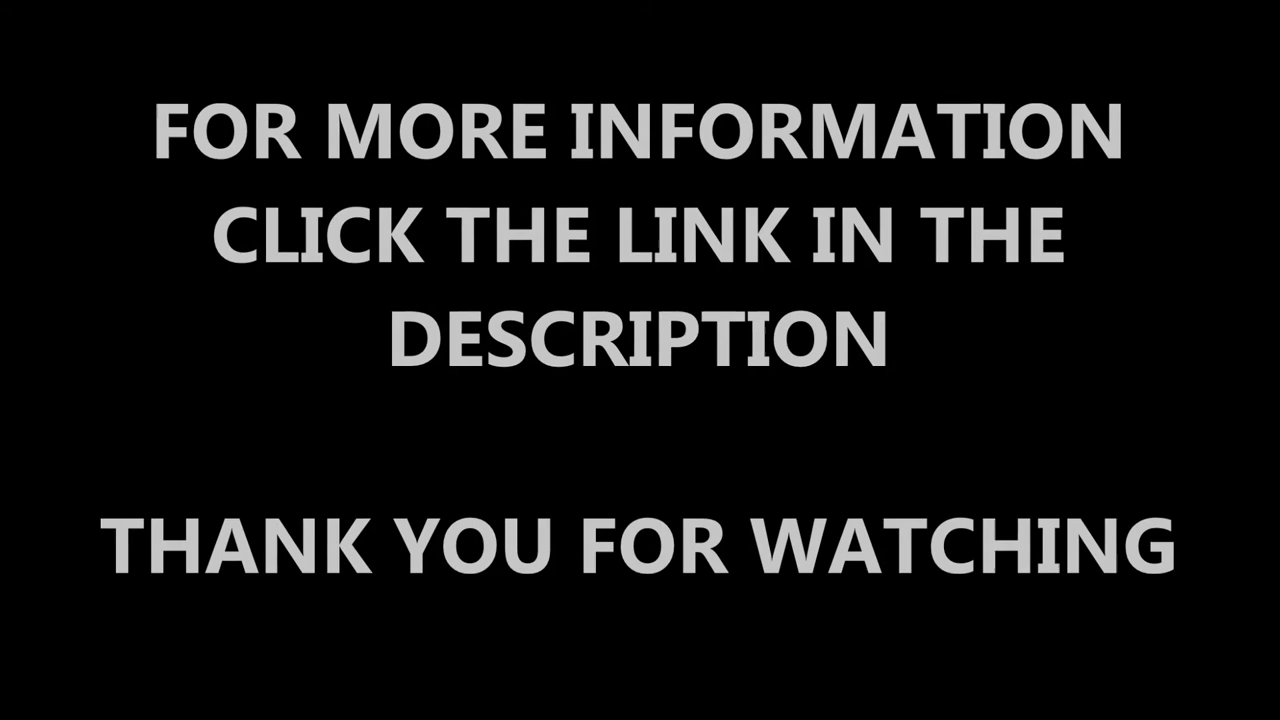 FOR MORE INFORMATION
CLICK THE LINK IN THE
DESCRIPTION
THANK YOU FOR WATCHING